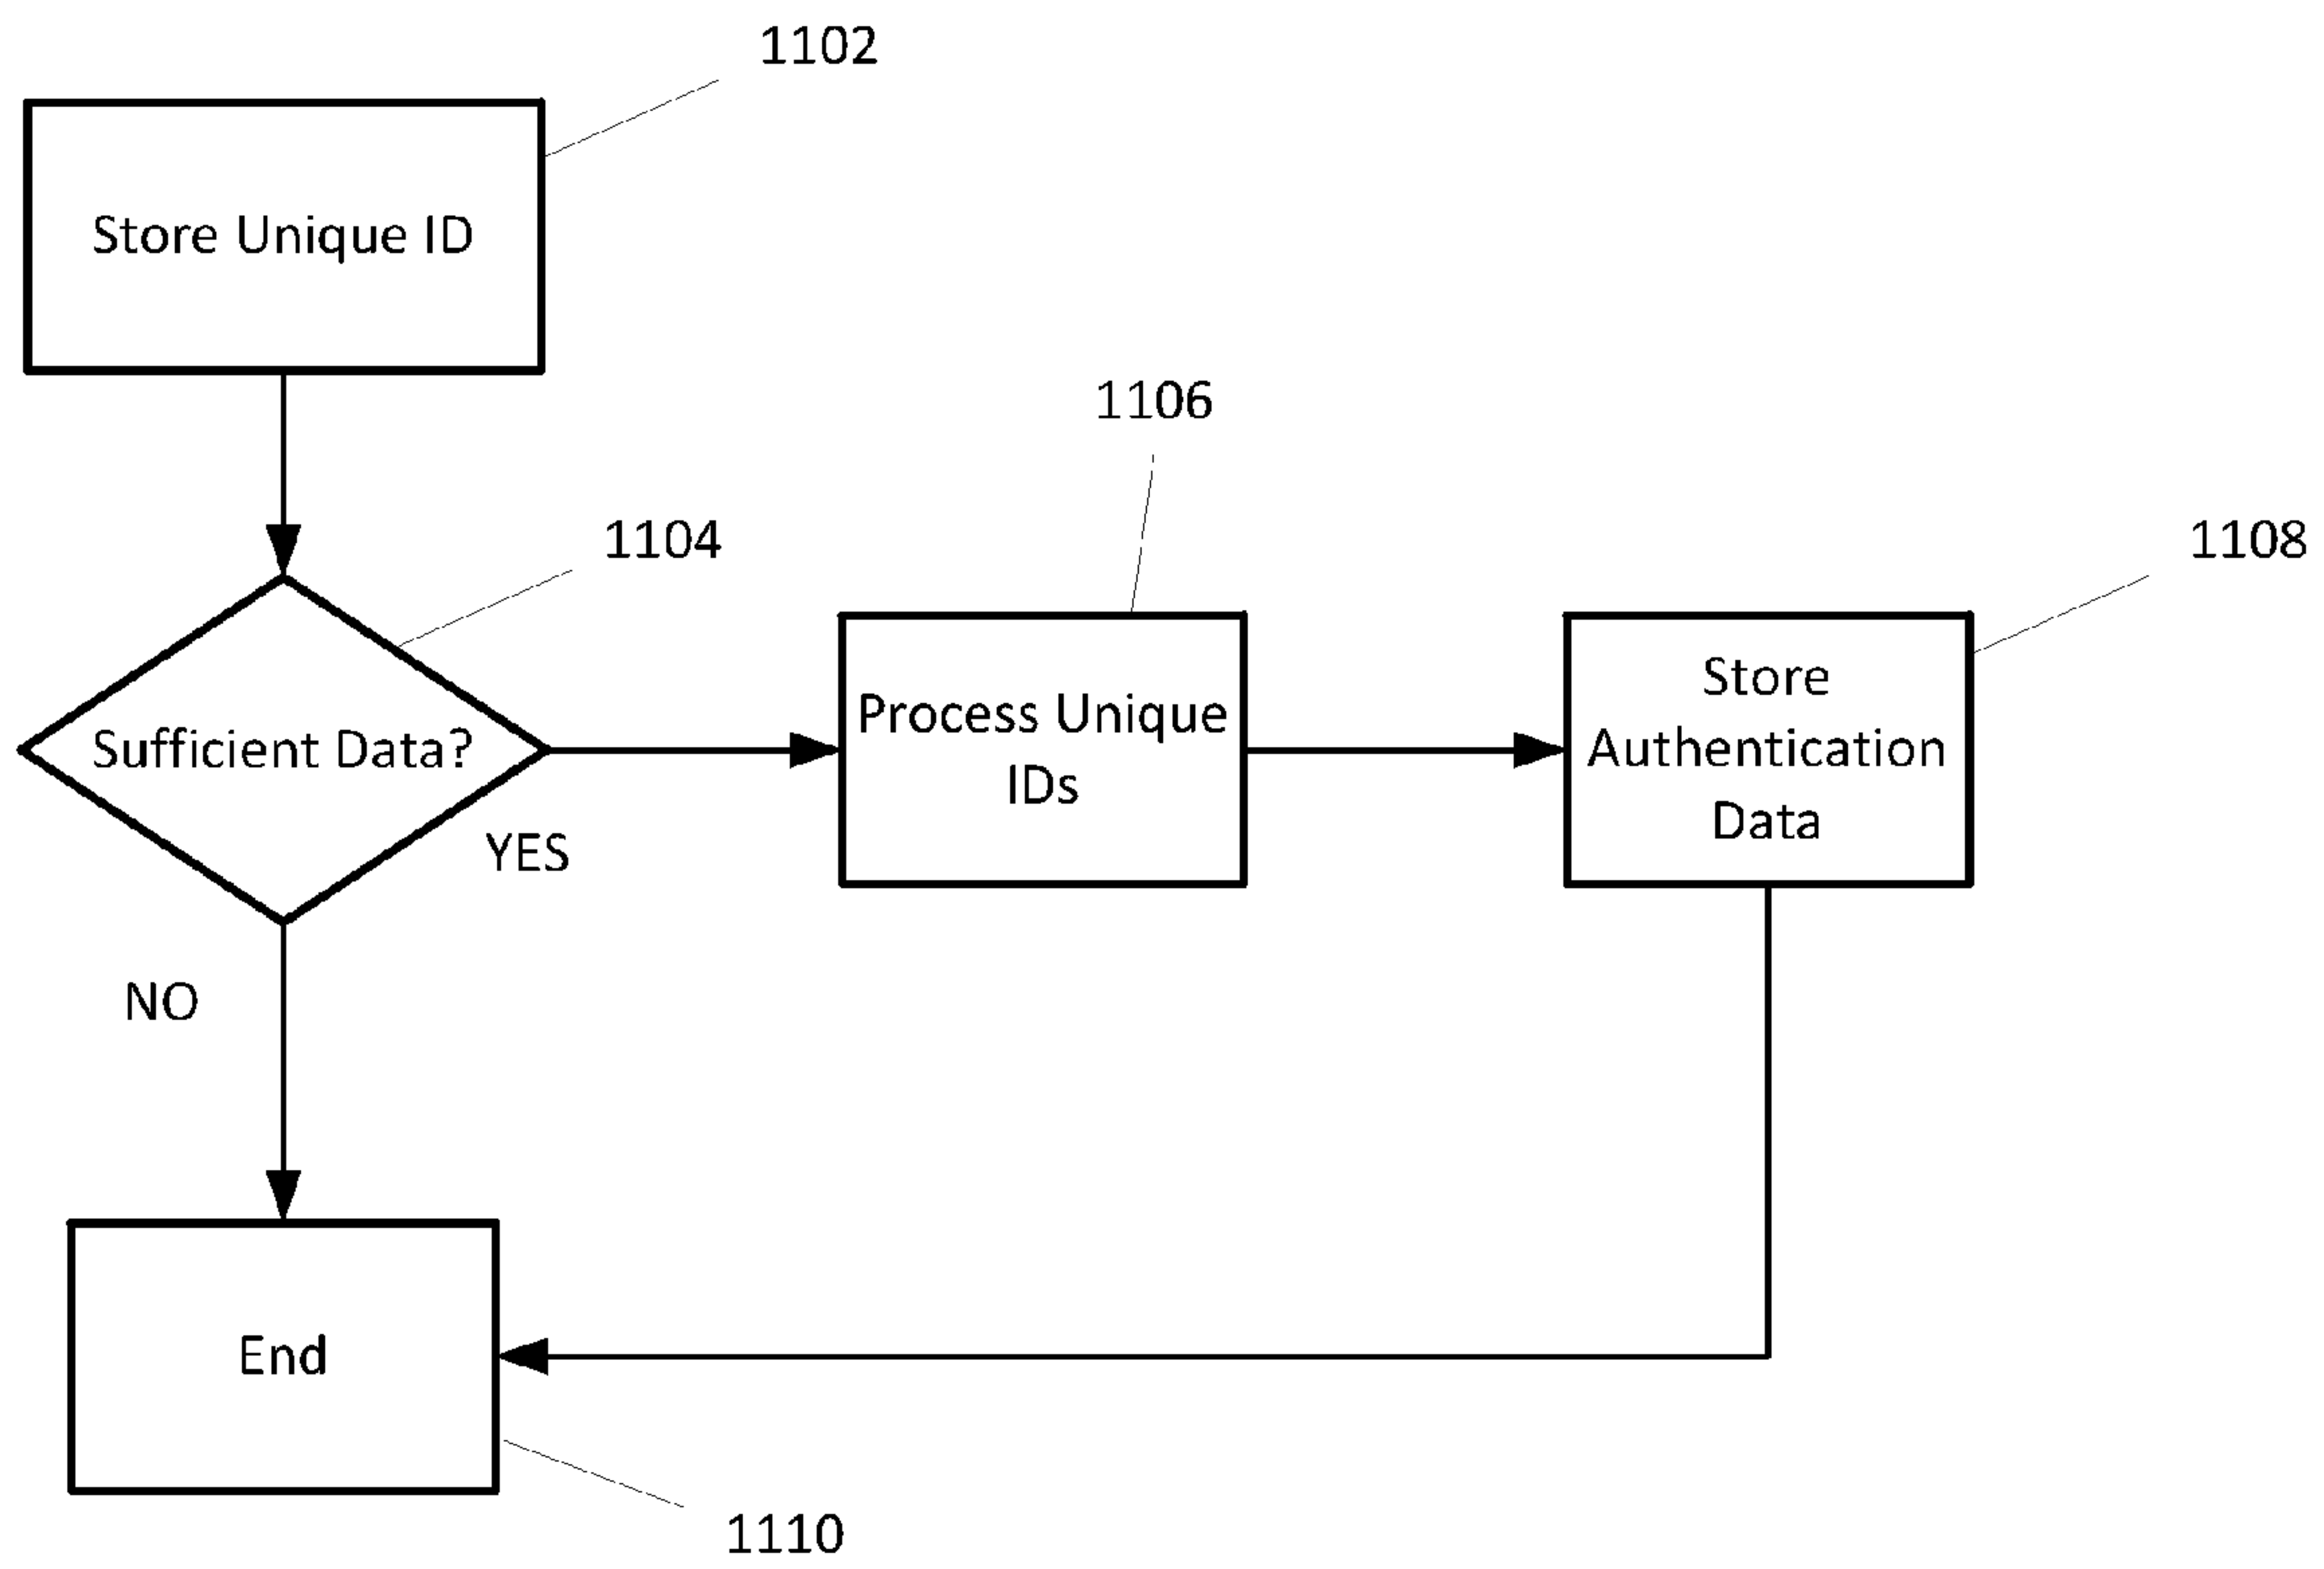 1102
Store Unique ID
1106
1104
1108
Sufficient Data?
YES
Process Unique
IDs
Store
Authentication
Data
NO
End
1110